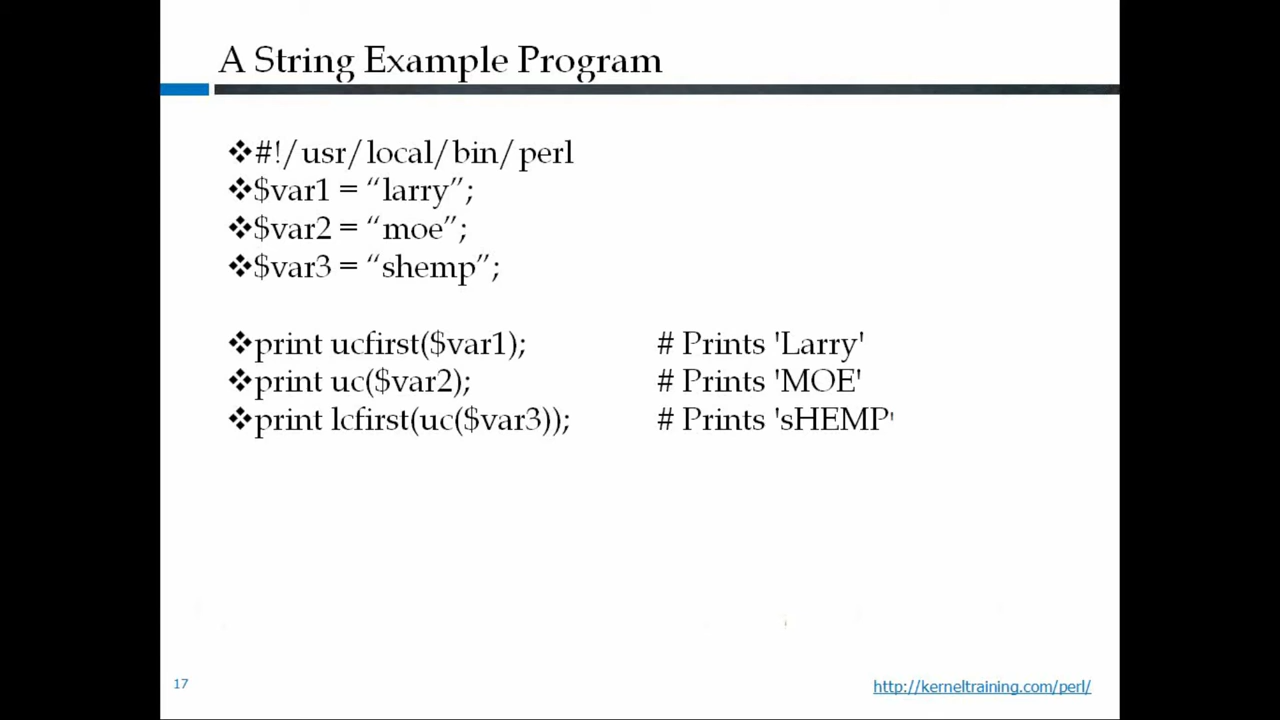 A String Example Program
❖#!/usr/local/bin/perl
❖$var1 = “larry”;
❖$var2 = “moe”;
❖$var3 = “shemp”;
❖print ucfirst($var1); # Prints 'Larry'
❖print uc($var2); # Prints 'MOE'
❖print lcfirst(uc($var3)); # Prints 'sHEMP'
17 http://kerneltraining.com/perl/